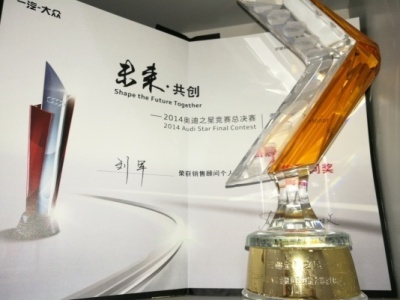 一汽-大众
未来·共创
Shape the Future Together
——2014奥迪之星竞赛总决赛
2014 Audi Star Final Contest
刘军
荣获销售顾问个人
奖